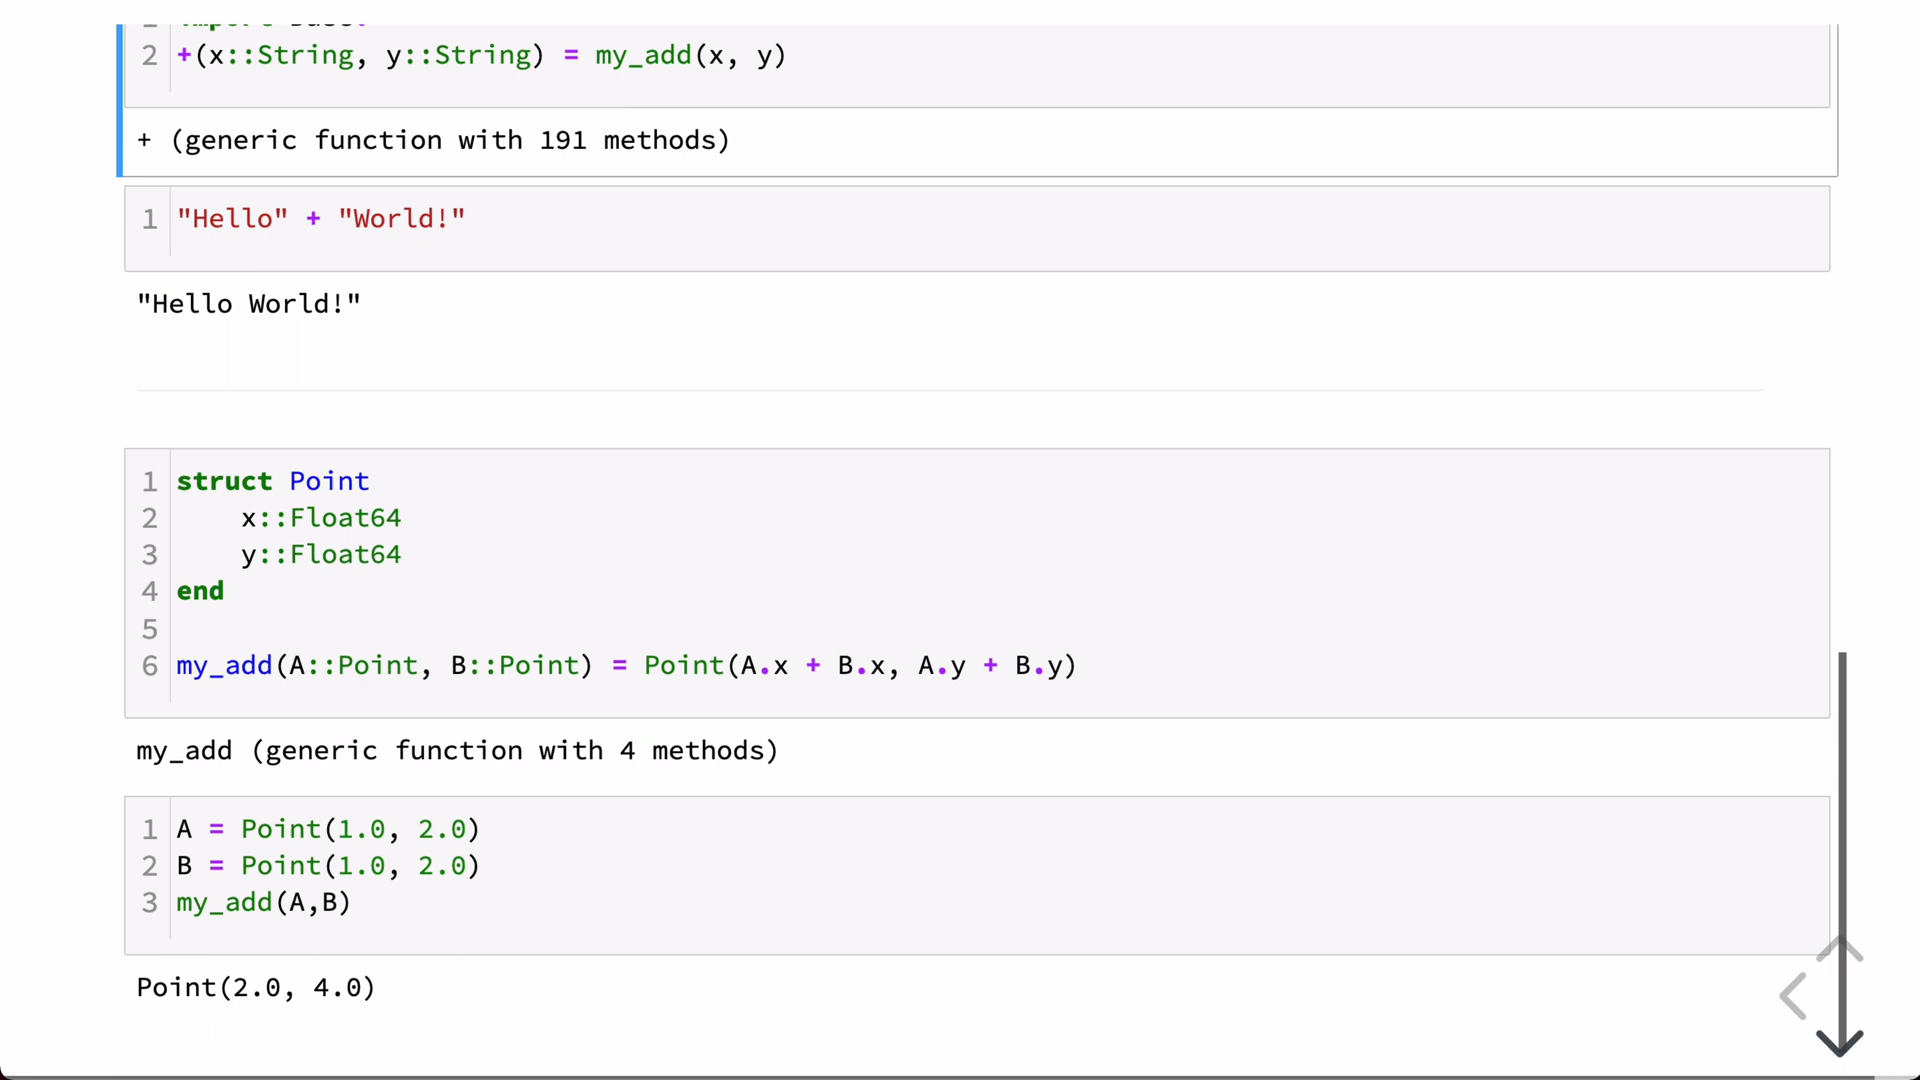 2 +(x::String, y::String) = my_add(x, y)
+ (generic function with 191 methods)
1 "Hello" + "World!"
"Hello World!"
1 struct Point
2 x::Float64
3 y::Float64
4 end
5
6 my_add(A::Point, B::Point) = Point(A.x + B.x, A.y + B.y)
my_add (generic function with 4 methods)
1 A = Point(1.0, 2.0)
2 B = Point(1.0, 2.0)
3 my_add(A,B)
Point(2.0, 4.0)